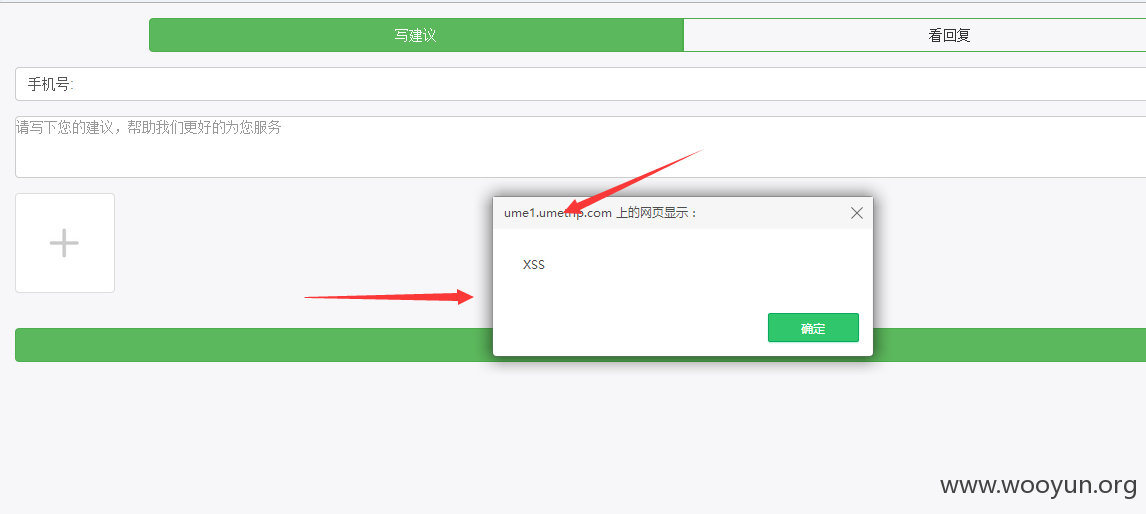 写建议
看回复
手机号:
请写下您的建议，帮助我们更好的为您服务
ume1.umetrip.com 上的网页显示：
XSS
确定
www.wooyun.org